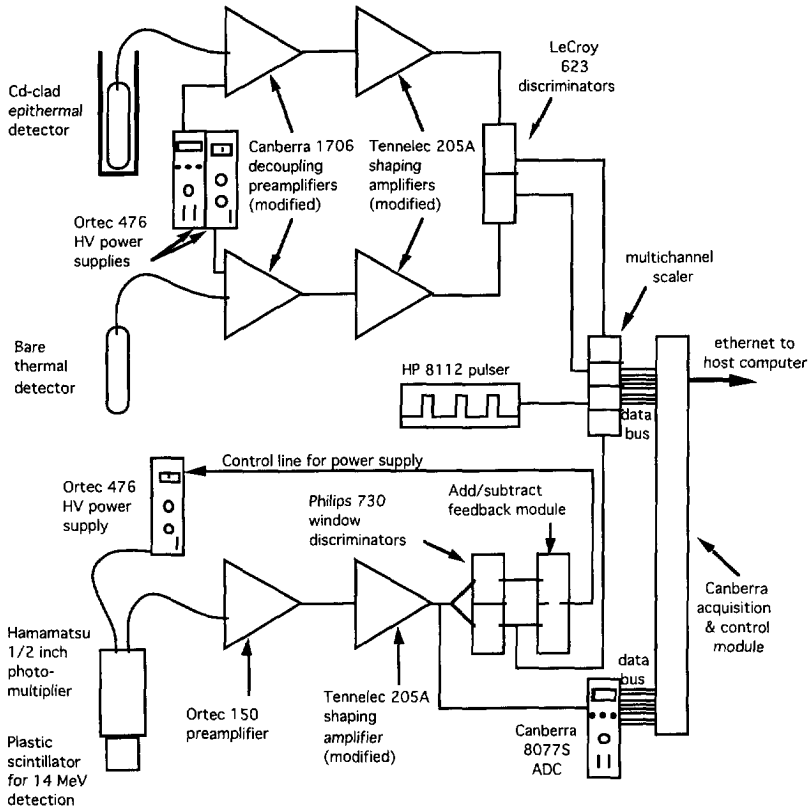 Cd-clad
epithermal
detector
Ortec 476
HV power
supplies
Canberra 1706
decoupling
preamplifiers
(modified)
Tennelec 205A
shaping
amplifiers
(modified)
LeCroy
623
discriminators
Bare
thermal
detector
multichannel
scaler
HP 8112 pulser
ethernet to
host computer
data
bus
Control line for power supply
Ortec 476
HV power
supply
Philips 730
window
discriminators
Add/subtract
feedback module
Canberra
acquisition
& control
module
Hamamatsu
1/2 inch
photo-
multiplier
Ortec 150
preamplifier
Tennelec 205A
shaping
amplifier
(modified)
data
bus
Canberra
8077S
ADC
Plastic
scintillator
for 14 MeV
detection